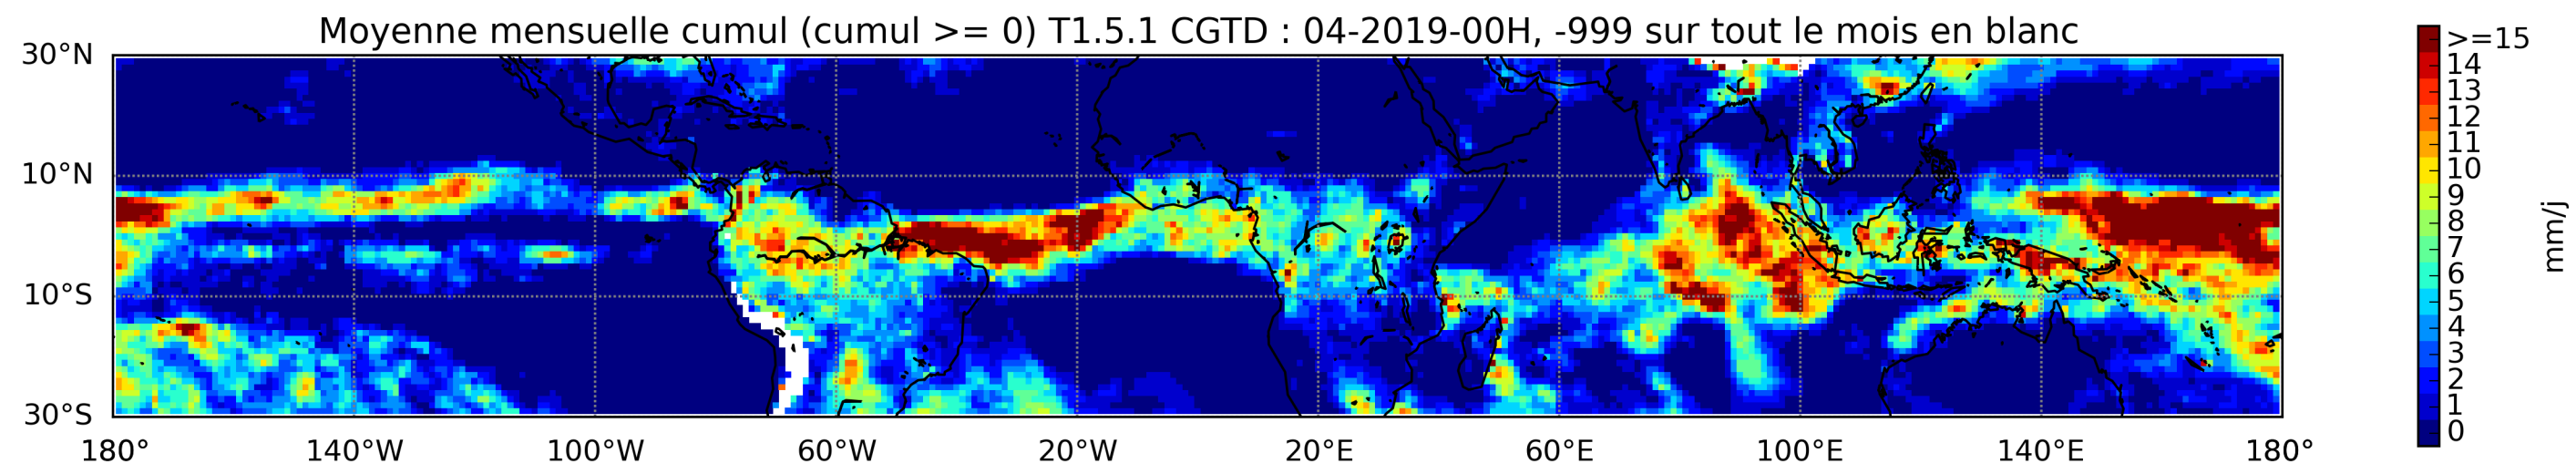 Moyenne mensuelle cumul (cumul >= 0) T1.5.1 CGTD : 04-2019-00H, -999 sur tout le mois en blanc
30°N
10°N
10°S
30°S
180° 140°W 100°W 60°W 20°W 20°E 60°E 100°E 140°E 180°
>=15
14
13
12
11
10
9
8
7
6
5
4
3
2
1
0
mm/j